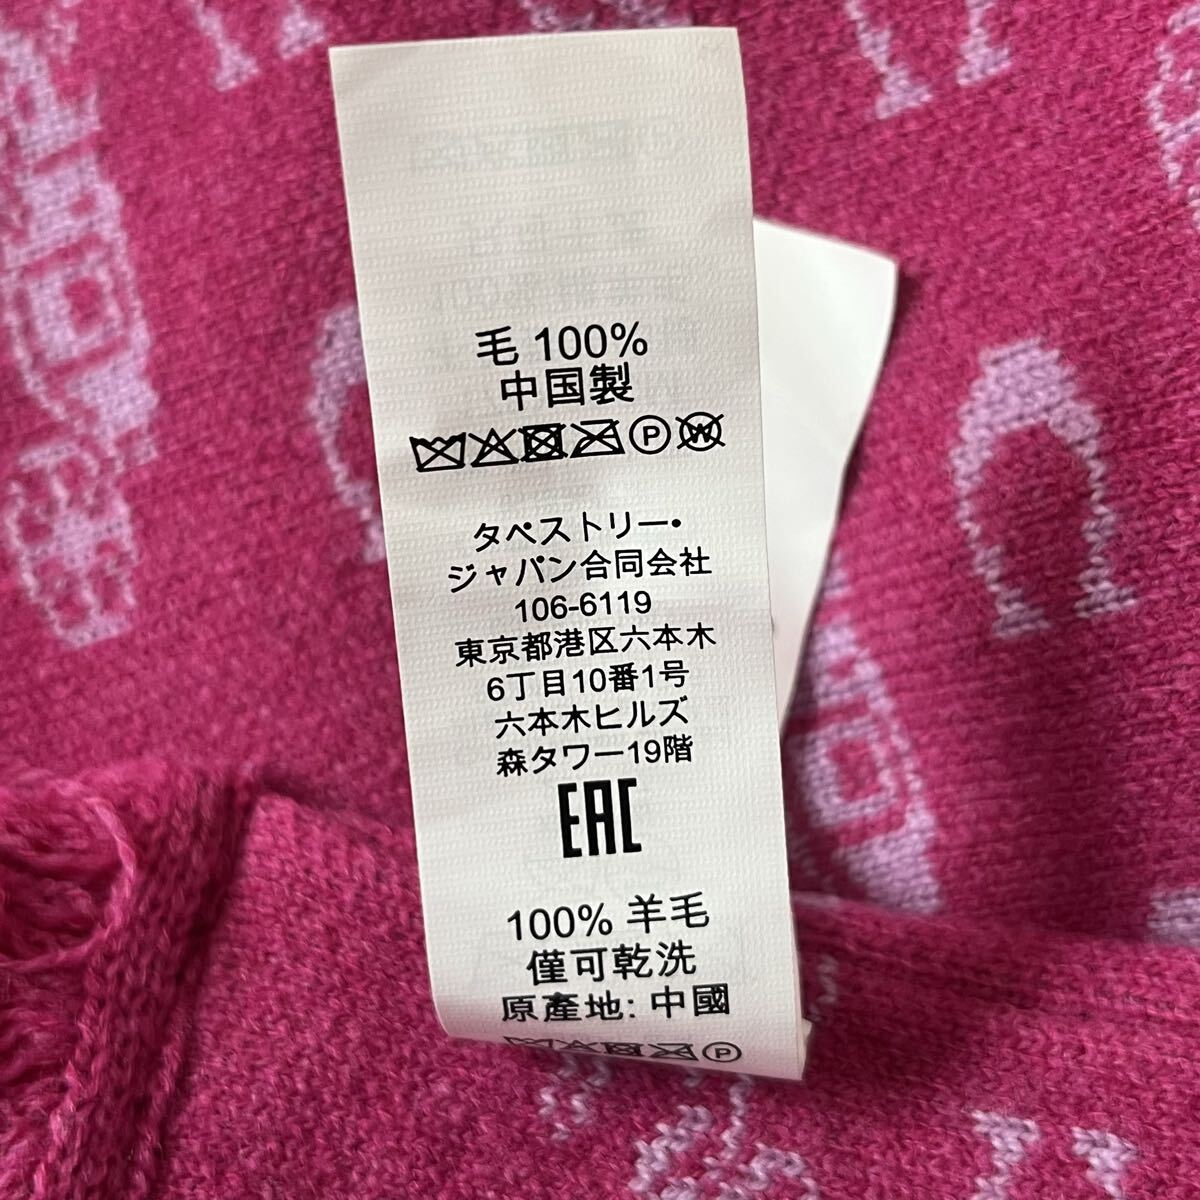 毛 100%
中国製
P W
タペストリー・
ジャパン合同会社
106-6119
東京都港区六本木
6丁目10番1号
六本木ヒルズ
森タワー19階
EAC
100% 羊毛
僅可乾洗
原產地: 中國
P